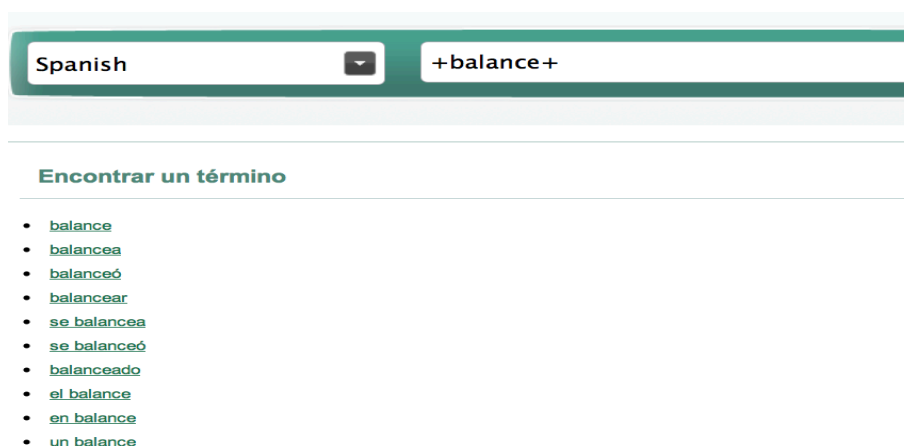 Spanish +balance+
Encontrar un término
balance
balancea
balanceó
balancear
se balancea
se balanceó
balanceado
el balance
en balance
un balance